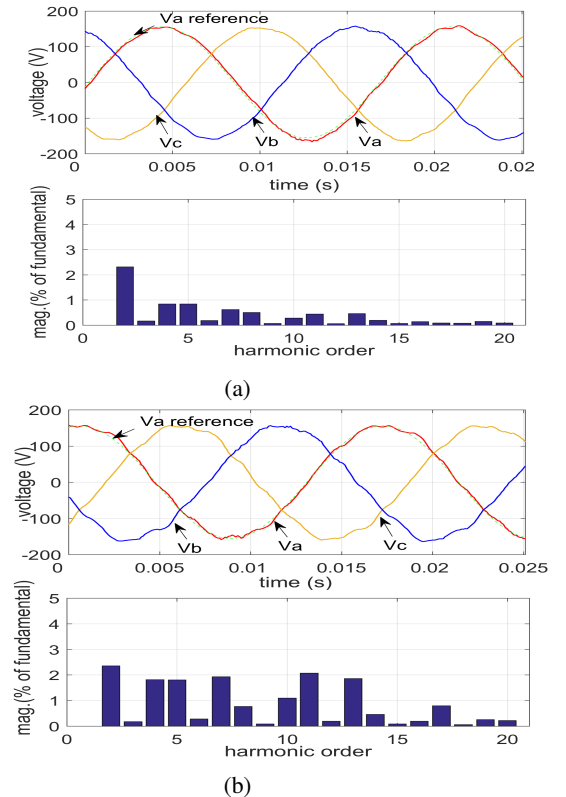 200
Va reference
100
0
-100
-200
voltage (V)
Vc
Vb
Va
0
0.005
0.01
0.015
0.02
0.02
time (s)
5
4
3
2
1
0
mag.(% of fundamental)
0
5
10
15
20
harmonic order
(a)
200
Va reference
100
0
-100
-200
voltage (V)
Vb
Va
Vc
0
0.005
0.01
0.015
0.02
0.025
time (s)
5
4
3
2
1
0
mag.(% of fundamental)
0
5
10
15
20
harmonic order
(b)